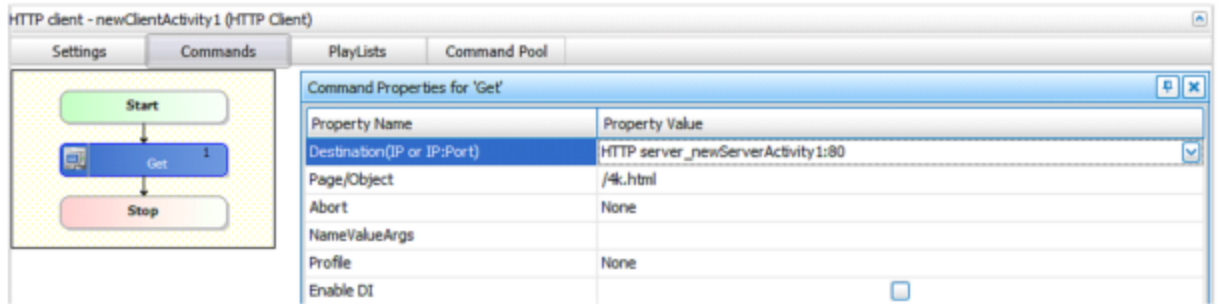 HTTP client - newClientActivity1 (HTTP Client)
Settings Commands PlayLists Command Pool
Start
Get 1
Stop
Command Properties for 'Get'
Property Name Property Value
Destination(IP or IP:Port) HTTP server_newServerActivity1:80
Page/Object /4k.html
Abort None
NameValueArgs
Profile None
Enable DI